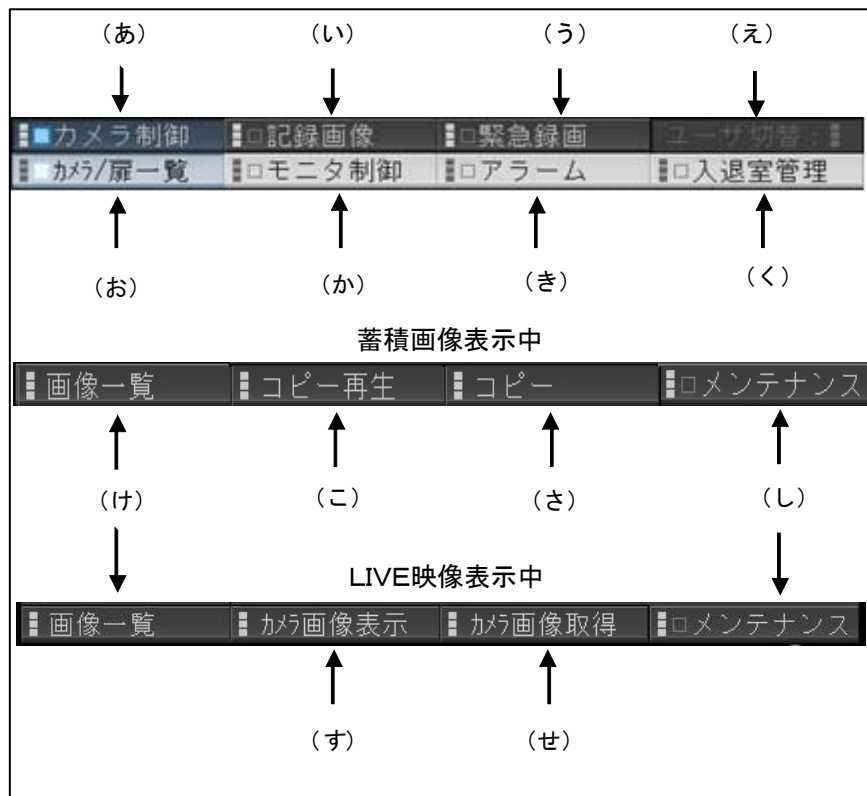 (あ) (い) (う) (え)
カメラ制御 記録画像 緊急録画 ユーザ切替:
カメラ/扉一覧 モニタ制御 アラーム 入退室管理
(お) (か) (き) (く)
蓄積画像表示中
画像一覧 コピー再生 コピー メンテナンス
(け) (こ) (さ) (し)
LIVE映像表示中
画像一覧 カメラ画像表示 カメラ画像取得 メンテナンス
(す) (せ)